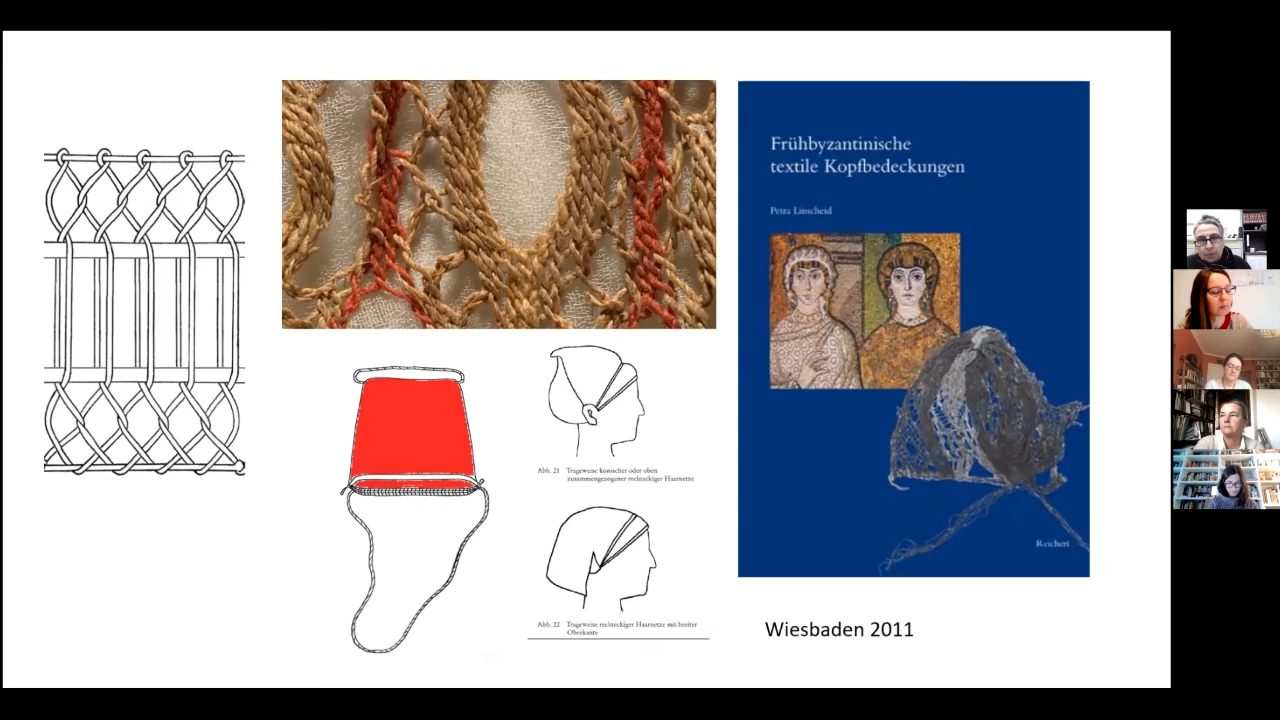 Frühbyzantinische
textile Kopfbedeckungen
Petra Linscheid
Reichert
Abb. 21 Trageweise konischer oder oben
zusammengezogener rechteckiger Haarnetze
Abb. 22 Trageweise rechteckiger Haarnetze mit breiter
Oberkante
Wiesbaden 2011